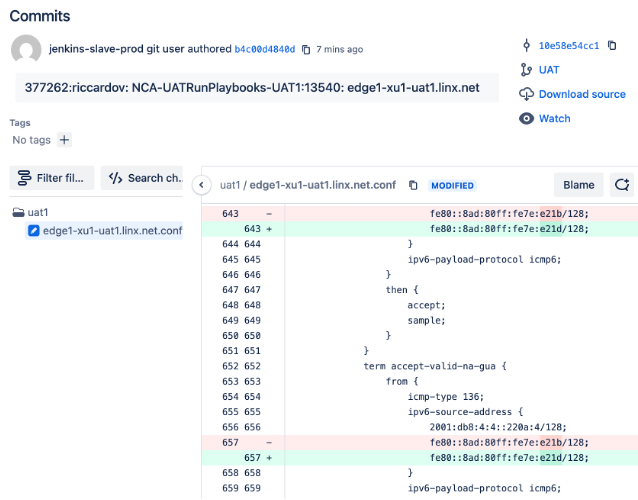 Commits
jenkins-slave-prod git user authored b4c00d4840d 7 mins ago
377262:riccardov: NCA-UATRunPlaybooks-UAT1:13540: edge1-xu1-uat1.linx.net
10e58e54cc1
UAT
Download source
Watch
Tags
No tags +
Filter fil...
Search ch..
uat1
edge1-xu1-uat1.linx.net.conf
uat1 / edge1-xu1-uat1.linx.net.conf MODIFIED
Blame
643 - fe80::8ad:80ff:fe7e:e21b/128;
643 + fe80::8ad:80ff:fe7e:e21d/128;
644 644 }
645 645 ipv6-payload-protocol icmp6;
646 646 }
647 647 then {
648 648 accept;
649 649 sample;
650 650 }
651 651 }
652 652 term accept-valid-na-gua {
653 653 from {
654 654 icmp-type 136;
655 655 ipv6-source-address {
656 656 2001:db8:4:4::220a:4/128;
657 - fe80::8ad:80ff:fe7e:e21b/128;
657 + fe80::8ad:80ff:fe7e:e21d/128;
658 658 }
659 659 ipv6-payload-protocol icmp6;